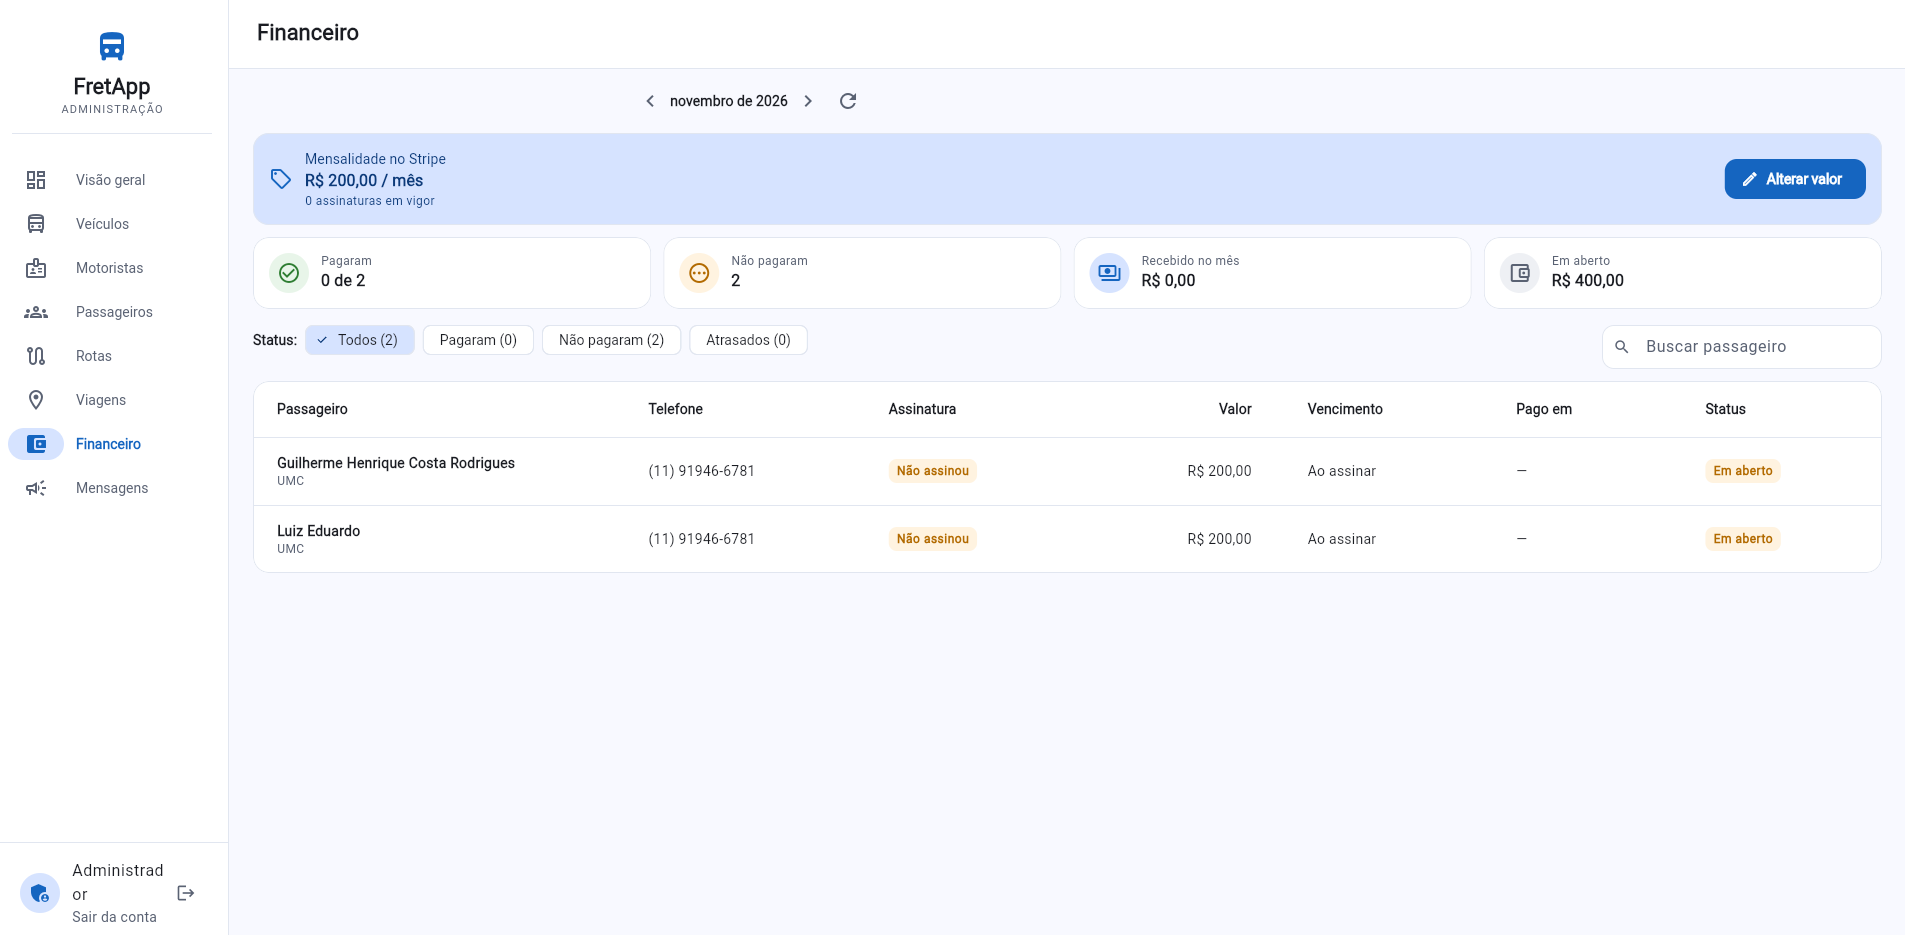 FretApp
ADMINISTRAÇÃO
Visão geral
Veículos
Motoristas
Passageiros
Rotas
Viagens
Financeiro
Mensagens
Administrad
or
Sair da conta
Financeiro
novembro de 2026
Mensalidade no Stripe
R$ 200,00 / mês
0 assinaturas em vigor
Alterar valor
Pagaram
0 de 2
Não pagaram
2
Recebido no mês
R$ 0,00
Em aberto
R$ 400,00
Status: Todos (2) Pagaram (0) Não pagaram (2) Atrasados (0)
Buscar passageiro
Passageiro Telefone Assinatura Valor Vencimento Pago em Status
Guilherme Henrique Costa Rodrigues
UMC
(11) 91946-6781 Não assinou R$ 200,00 Ao assinar — Em aberto
Luiz Eduardo
UMC
(11) 91946-6781 Não assinou R$ 200,00 Ao assinar — Em aberto